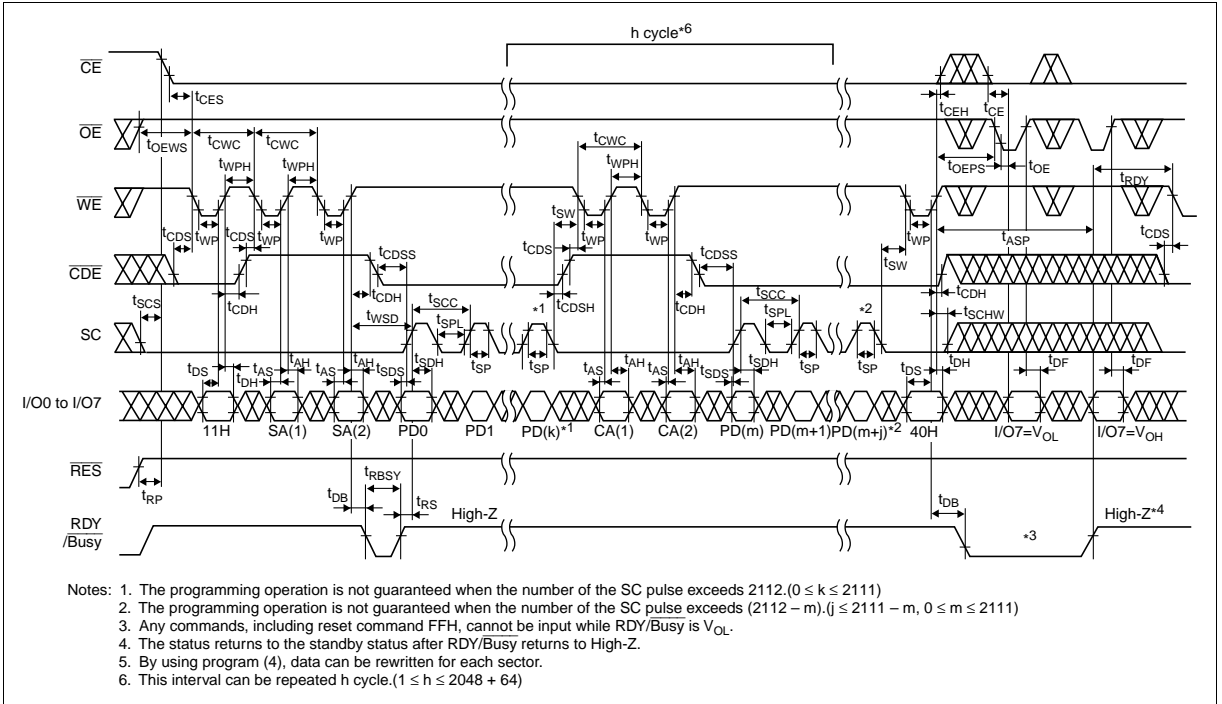 h cycle*6
CE
tCES
tCEH
tCE
OE
tOEWS
tCWC
tCWC
tCWC
tWPH
tWPH
tWPH
tOEPS
tOE
tRDY
WE
tWP
tWP
tWP
tSW
tWP
tWP
tWP
tASP
tCDS
tCDS
tCDS
tSW
tCDS
CDE
tCDSS
tCDSS
tCDH
tCDH
tCDSH
tCDH
tCDH
tSCS
tWSD
tSCC
tSPL
*1
tSCC
tSPL
*2
tSCHW
SC
tSP
tSP
tSP
tSP
tDS
tDH
tAS
tAH
tAS
tAH
tSDS
tSDH
tAS
tAH
tAS
tAH
tSDS
tSDH
tDS
tDH
tDF
tDF
I/O0 to I/O7
11H
SA(1)
SA(2)
PD0
PD1
PD(k)*1
CA(1)
CA(2)
PD(m)
PD(m+1)
PD(m+j)*2
40H
I/O7=VOL
I/O7=VOH
RES
tRP
tRBSY
tDB
tRS
tDB
RDY
/Busy
High-Z
*3
High-Z*4
Notes: 1. The programming operation is not guaranteed when the number of the SC pulse exceeds 2112.(0 ≤ k ≤ 2111)
2. The programming operation is not guaranteed when the number of the SC pulse exceeds (2112 – m).(j ≤ 2111 – m, 0 ≤ m ≤ 2111)
3. Any commands, including reset command FFH, cannot be input while RDY/Busy is VOL.
4. The status returns to the standby status after RDY/Busy returns to High-Z.
5. By using program (4), data can be rewritten for each sector.
6. This interval can be repeated h cycle.(1 ≤ h ≤ 2048 + 64)